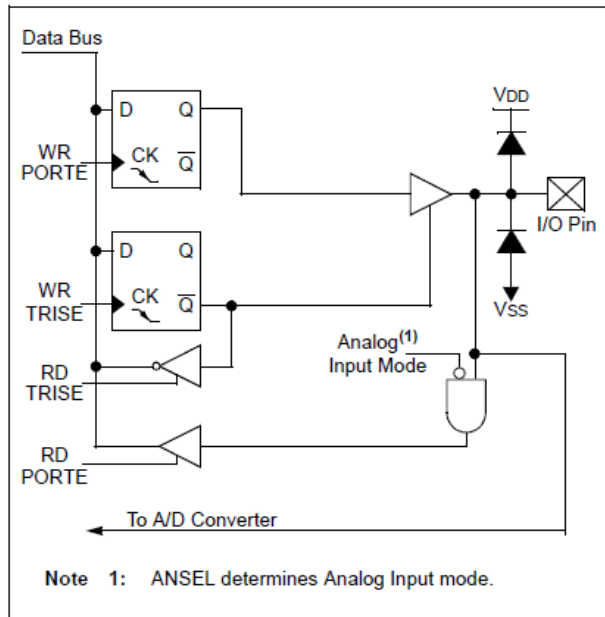 Data Bus
D Q
WR
PORTE
CK
Q
VDD
I/O Pin
VSS
D Q
WR
TRISE
CK
Q
RD
TRISE
Analog(1)
Input Mode
RD
PORTE
To A/D Converter
Note 1: ANSEL determines Analog Input mode.